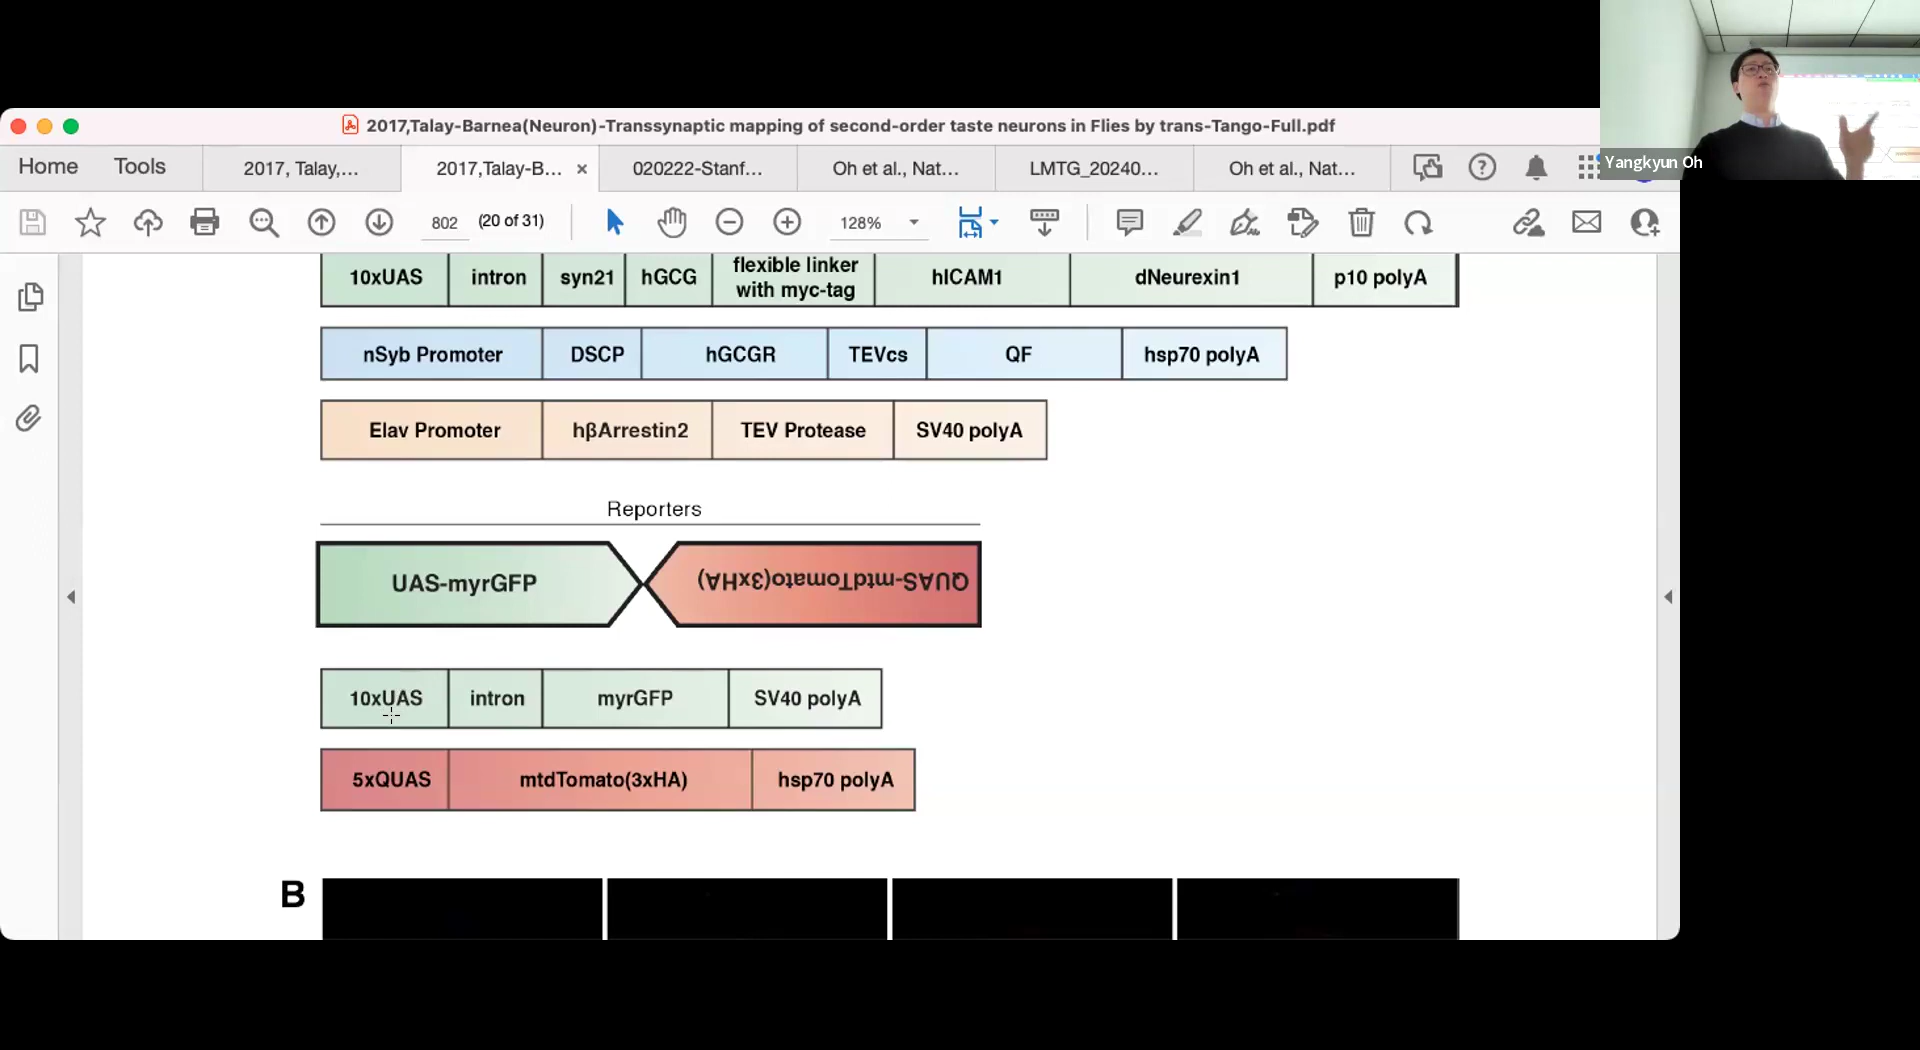 2017,Talay-Barnea(Neuron)-Transsynaptic mapping of second-order taste neurons in Flies by trans-Tango-Full.pdf
Home Tools 2017, Talay,... 2017,Talay-B... × 020222-Stanf... Oh et al., Nat... LMTG_20240... Oh et al., Nat...
Yangkyun Oh
802 (20 of 31) 128%
10xUAS intron syn21 hGCG flexible linker with myc-tag hICAM1 dNeurexin1 p10 polyA
nSyb Promoter DSCP hGCGR TEVcs QF hsp70 polyA
Elav Promoter hβArrestin2 TEV Protease SV40 polyA
Reporters
UAS-myrGFP QUAS-mtdTomato(3xHA)
10xUAS intron myrGFP SV40 polyA
5xQUAS mtdTomato(3xHA) hsp70 polyA
B